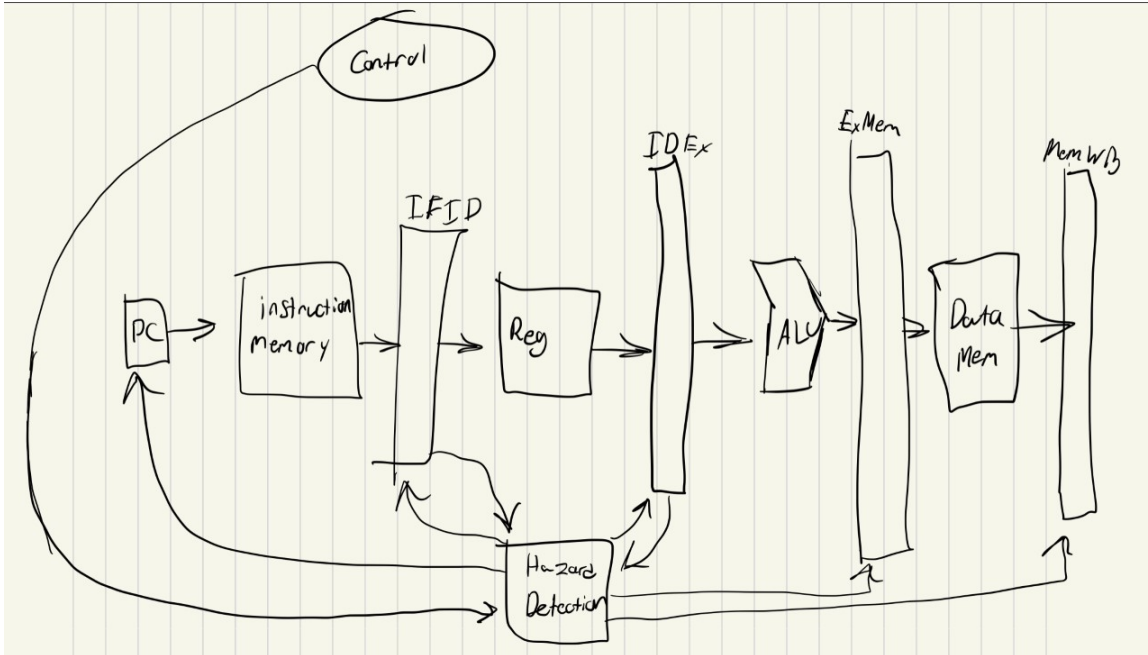 Control
ExMem
IDEx
MemWB
IFID
instruction
memory
PC
Reg
ALU
Data
Mem
Hazard
Detection